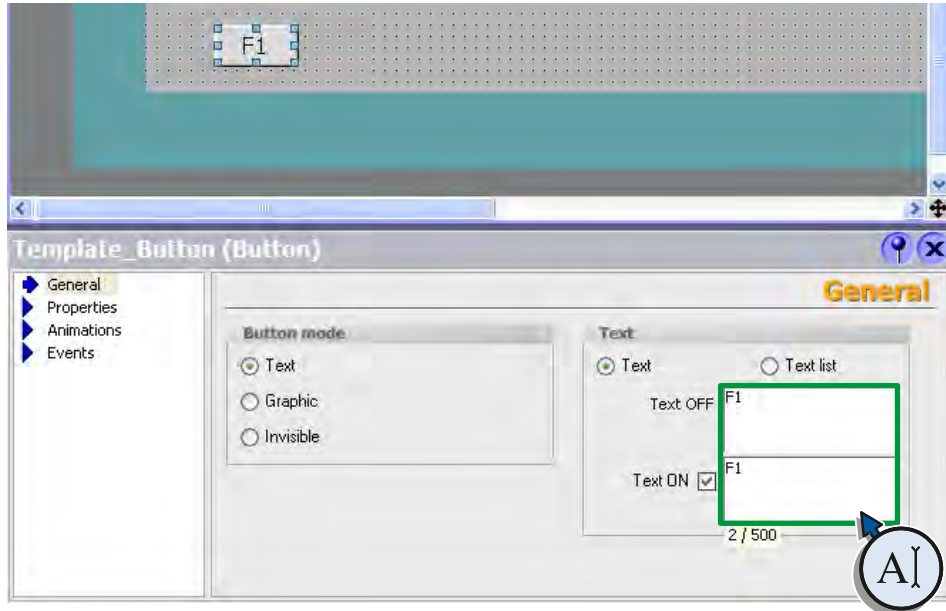 F1
Template_Button (Button)
General
Properties
Animations
Events
General
Button mode
Text
Graphic
Invisible
Text
Text
Text list
Text OFF
F1
Text ON
F1
2 / 500
A